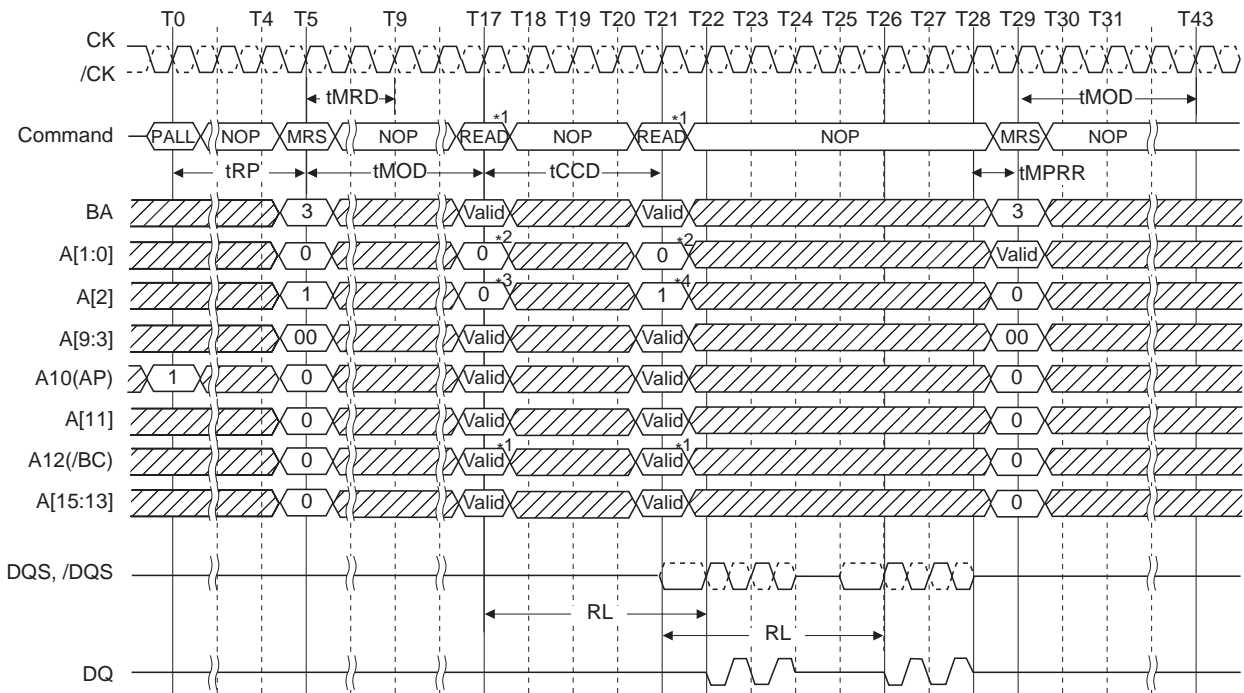 T0 T4 T5 T9 T17 T18 T19 T20 T21 T22 T23 T24 T25 T26 T27 T28 T29 T30 T31 T43
CK
/CK
tMRD tMOD
*1 *1
Command PALL NOP MRS NOP READ NOP READ NOP MRS NOP
tRP tMOD tCCD tMPRR
BA 3 Valid Valid 3
A[1:0] 0 0*2 0*2 Valid
A[2] 1 0*3 1*4 0
A[9:3] 00 Valid Valid 00
A10(AP) 1 0 Valid Valid 0
A[11] 0 Valid Valid 0
A12(/BC) 0 Valid*1 Valid*1 0
A[15:13] 0 Valid Valid 0
DQS, /DQS
RL
RL
DQ